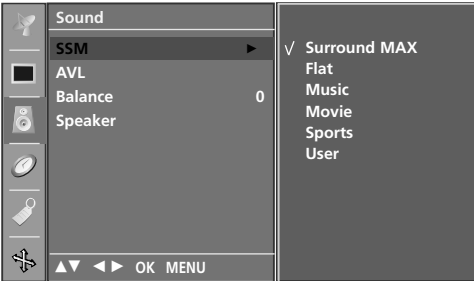 Sound
SSM ►
AVL
Balance 0
Speaker
▲▼ ◄► OK MENU
√ Surround MAX
Flat
Music
Movie
Sports
User